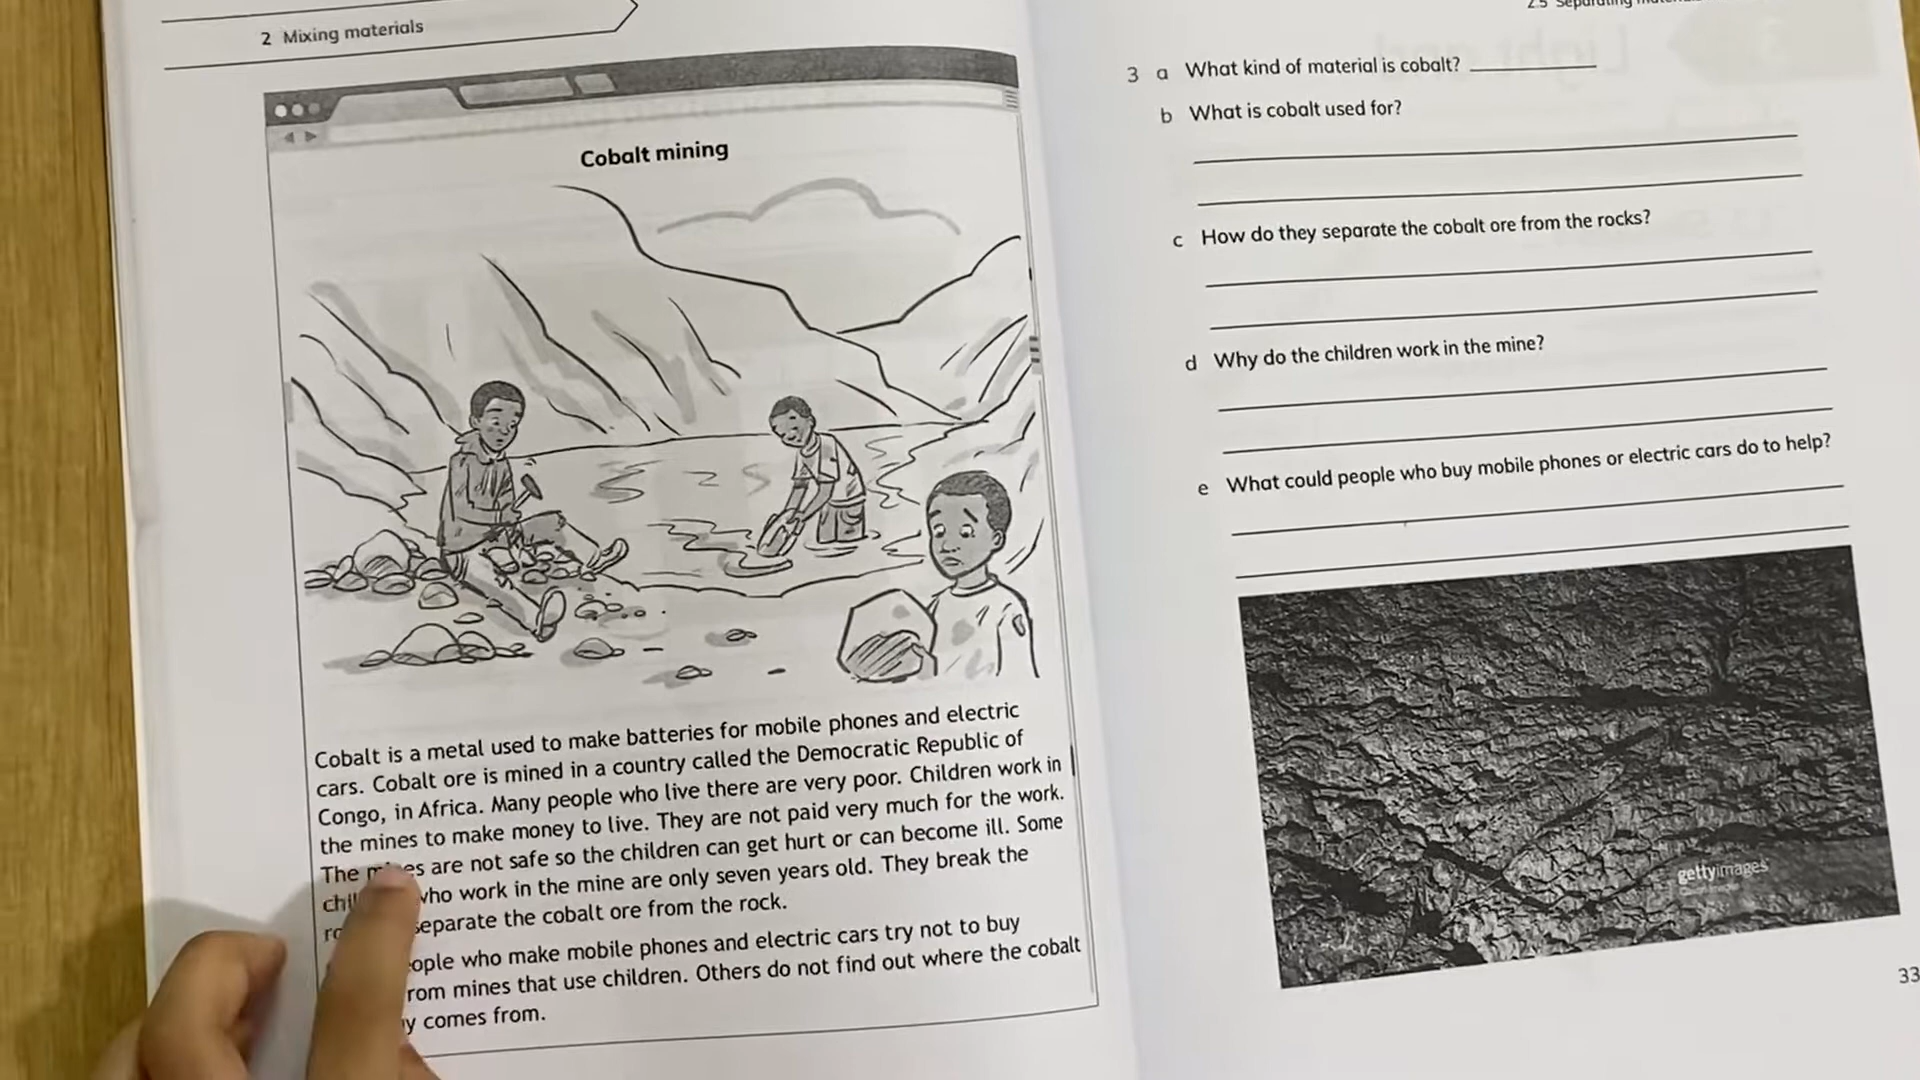 2 Mixing materials
Cobalt mining
Cobalt is a metal used to make batteries for mobile phones and electric
cars. Cobalt ore is mined in a country called the Democratic Republic of
Congo, in Africa. Many people who live there are very poor. Children work in
the mines to make money to live. They are not paid very much for the work.
The mines are not safe so the children can get hurt or can become ill. Some
who work in the mine are only seven years old. They break the
separate the cobalt ore from the rock.
who make mobile phones and electric cars try not to buy
from mines that use children. Others do not find out where the cobalt
comes from.
2.5 Separating
3 a What kind of material is cobalt?
b What is cobalt used for?
c How do they separate the cobalt ore from the rocks?
d Why do the children work in the mine?
e What could people who buy mobile phones or electric cars do to help?
gettyimages
33